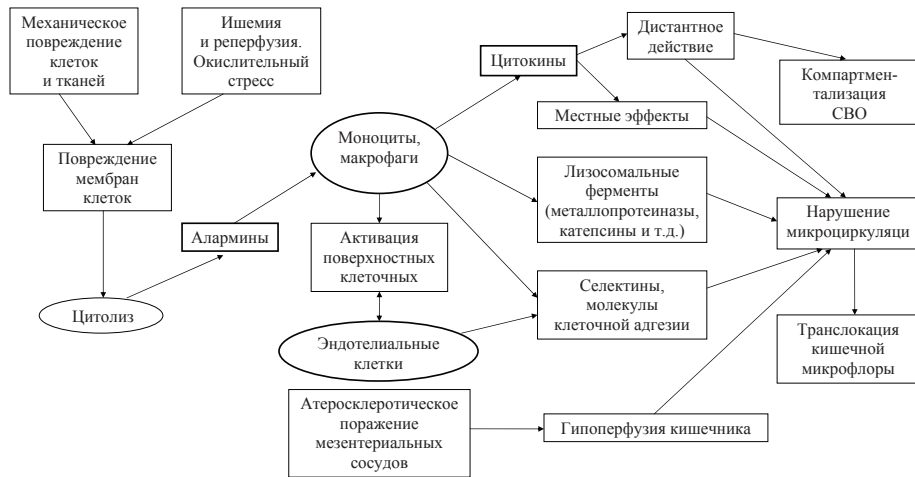 Механическое
повреждение
клеток
и тканей
Ишемия
и реперфузия.
Окислительный
стресс
Повреждение
мембран
клеток
Цитолиз
Алармины
Моноциты,
макрофаги
Активация
поверхностных
клеточных
Эндотелиальные
клетки
Атеросклеротическое
поражение
мезентериальных
сосудов
Цитокины
Дистантное
действие
Местные эффекты
Лизосомальные
ферменты
(металлопротеиназы,
катепсины и т.д.)
Селектины,
молекулы
клеточной адгезии
Гипоперфузия кишечника
Компартмен-
тализация
СВО
Нарушение
микроциркуляци
Транслокация
кишечной
микрофлоры